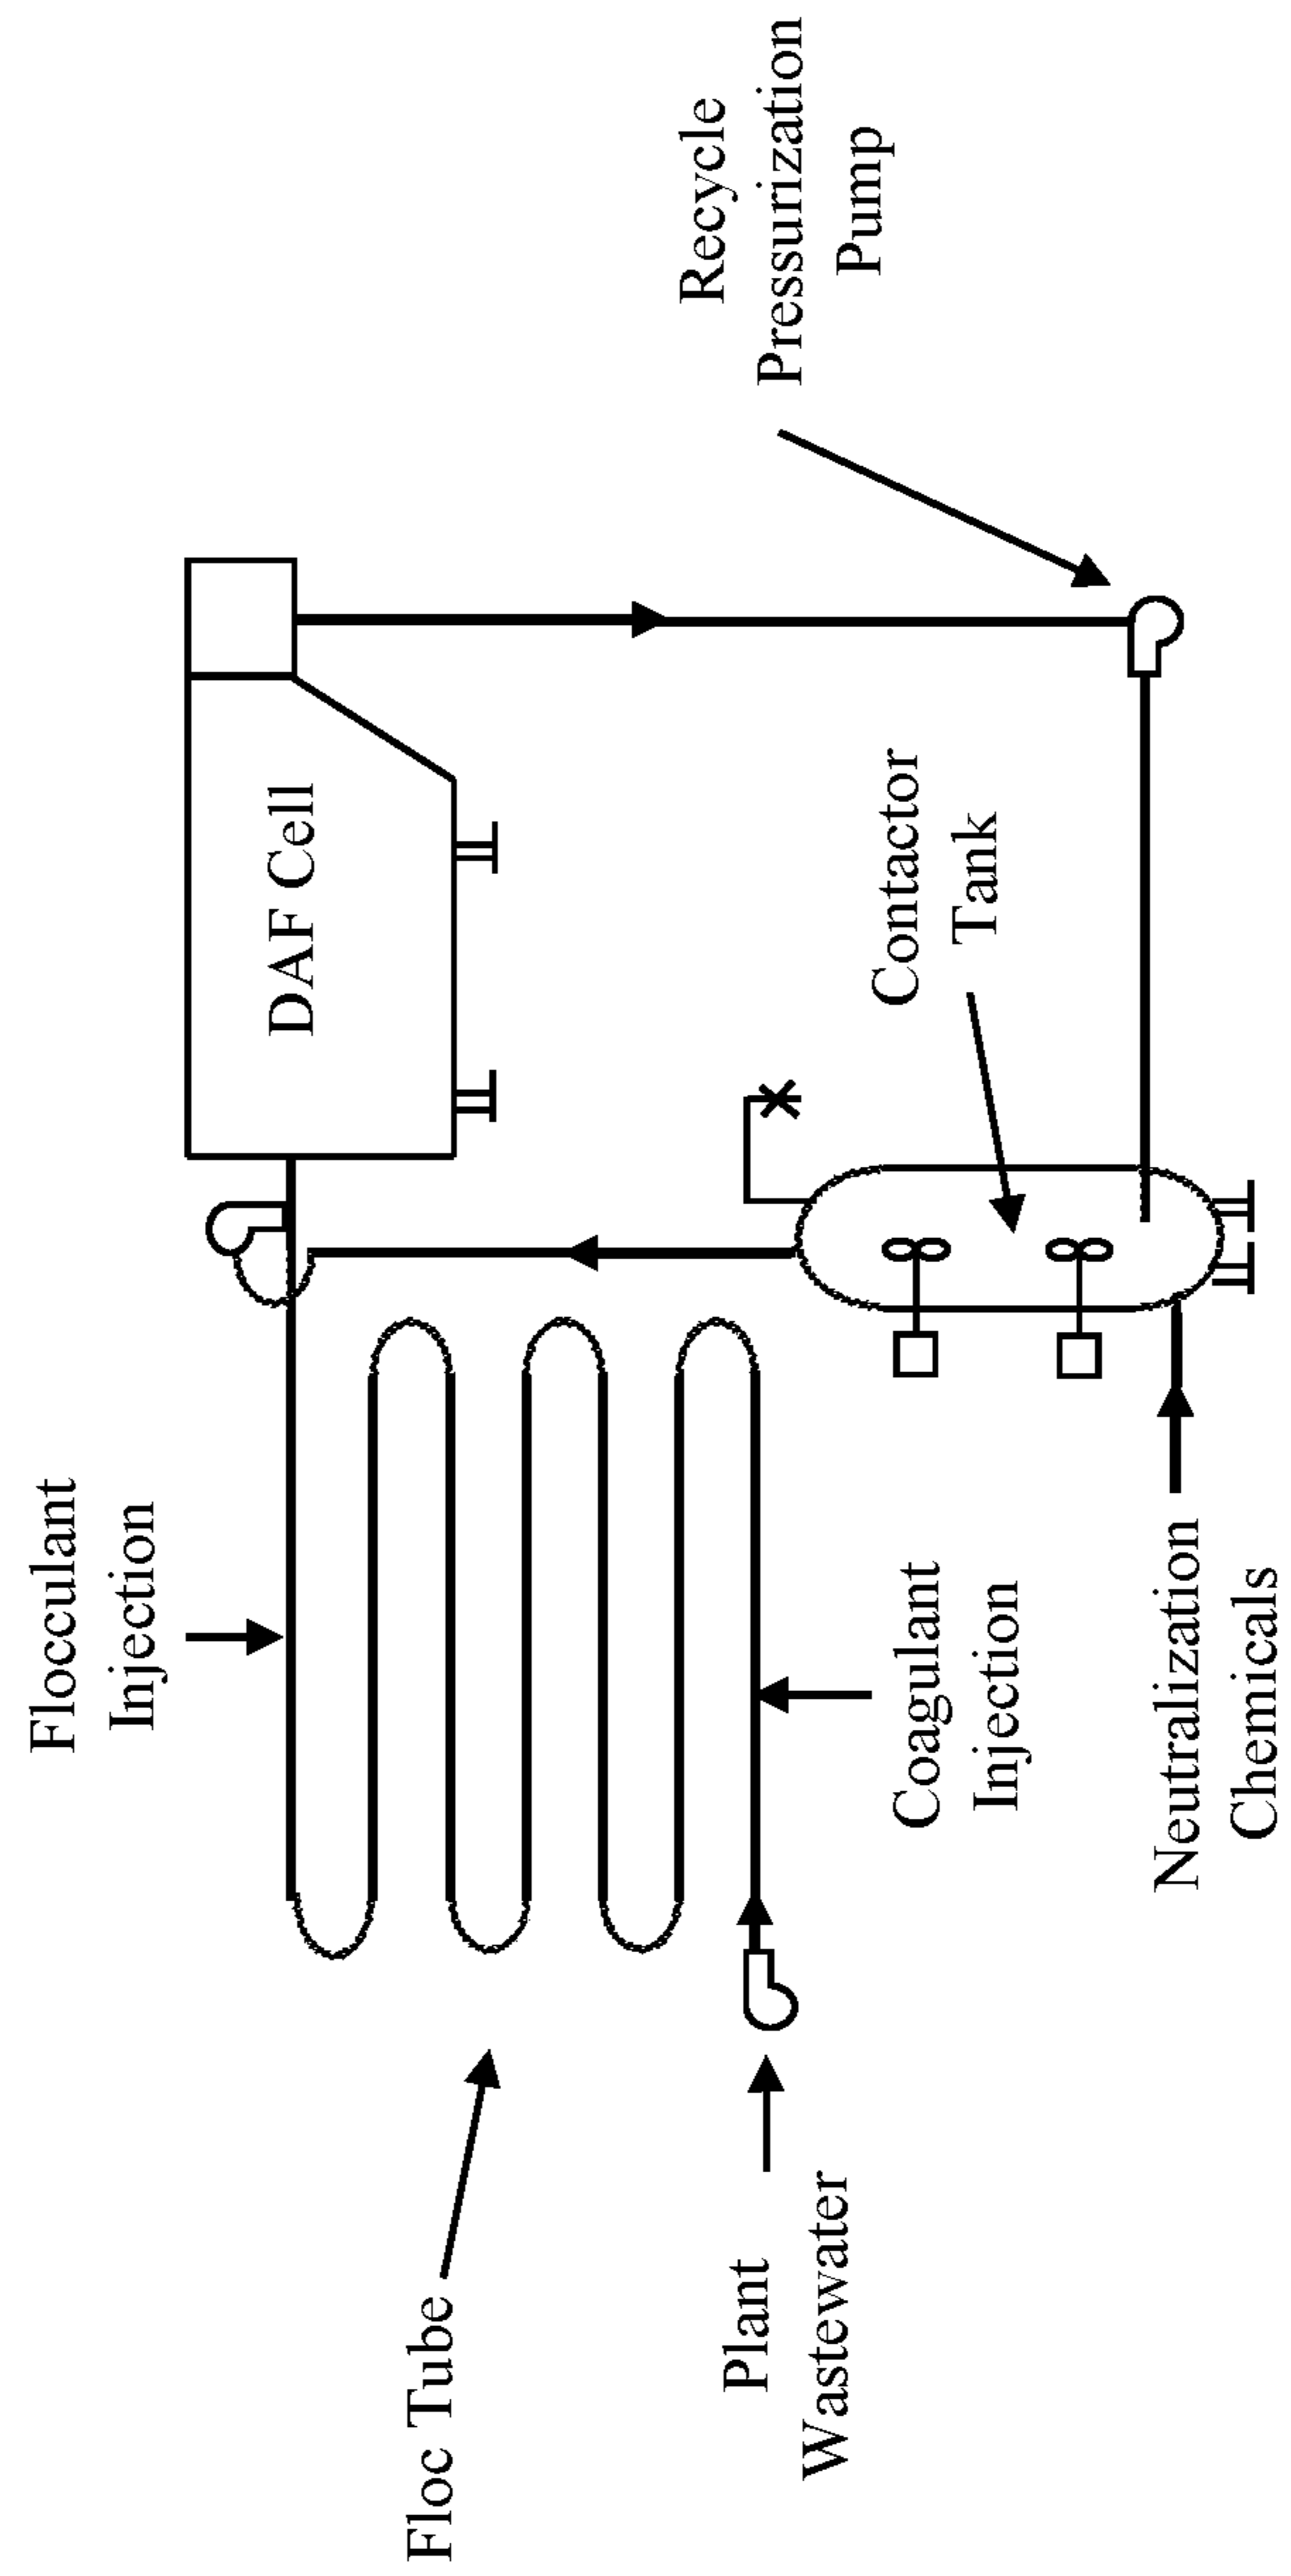 Flocculant
Injection
DAF Cell
Recycle
Pressurization
Pump
Floc Tube
Contactor
Tank
Plant
Wastewater
Coagulant
Injection
Neutralization
Chemicals